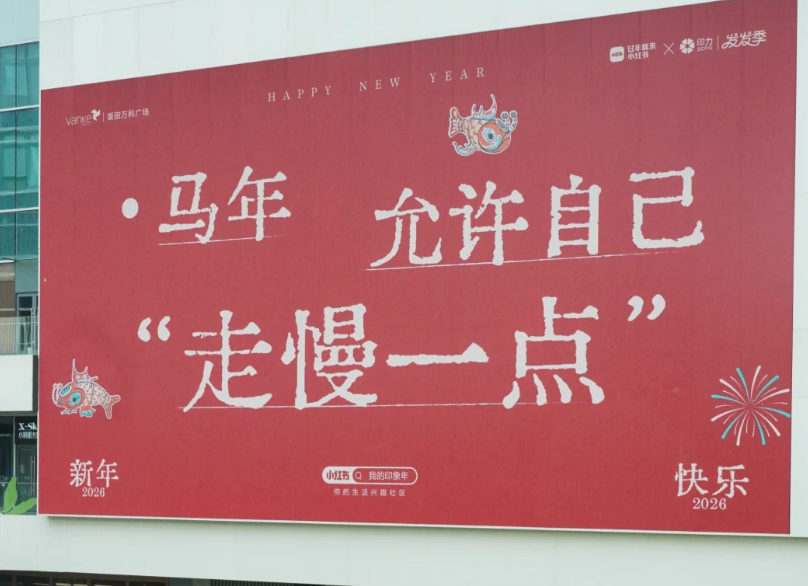 vanke 坂田万科广场
小红书 × 印力 SCPG 发发季
HAPPY NEW YEAR
·马年 允许自己
“走慢一点”
新年 2026
小红书 我的印象年
你的生活兴趣社区
快乐 2026
X-Sk